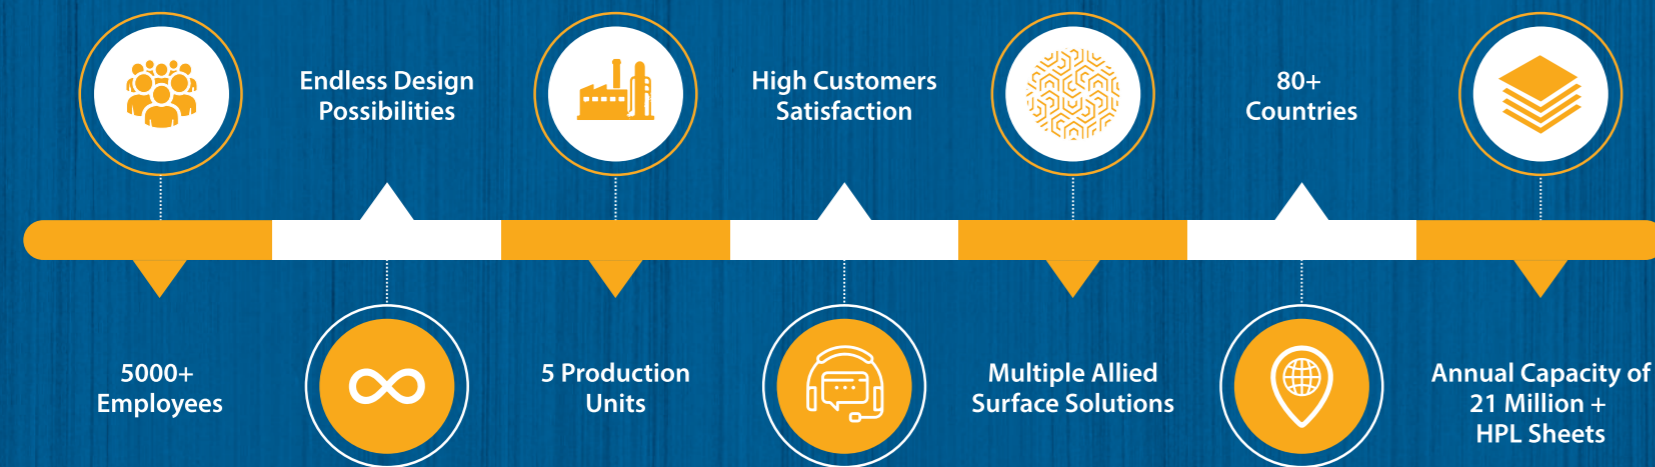 Endless Design
Possibilities
High Customers
Satisfaction
80+
Countries
5000+
Employees
5 Production
Units
Multiple Allied
Surface Solutions
Annual Capacity of
21 Million +
HPL Sheets